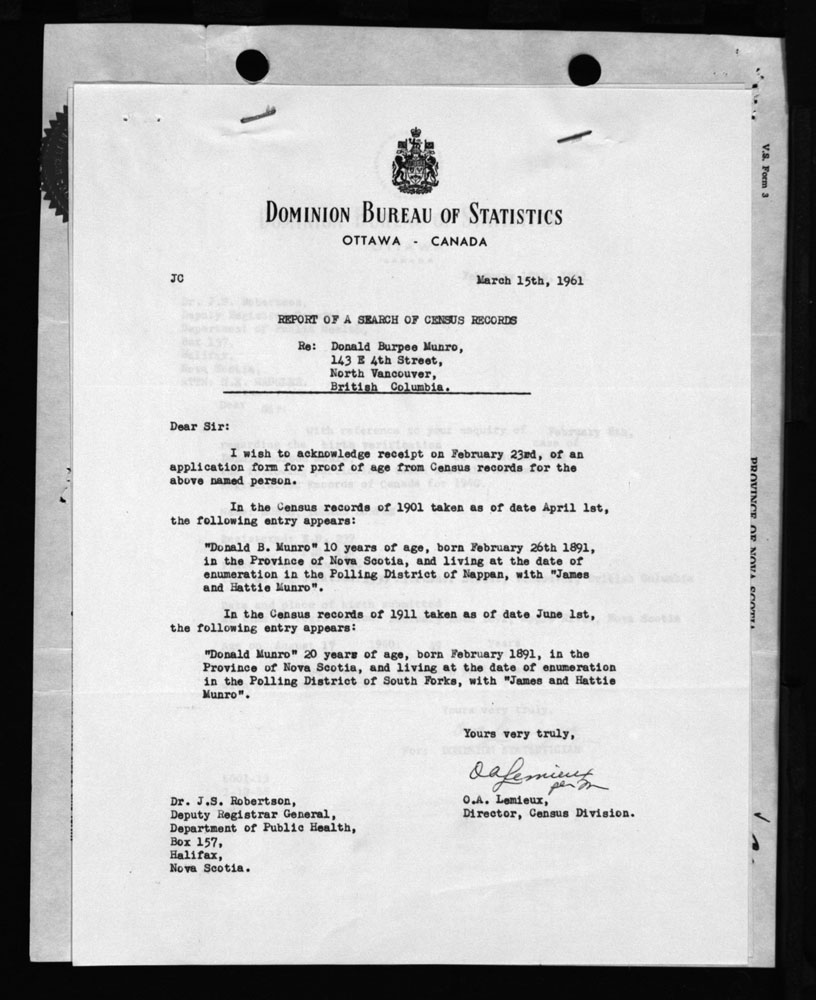 V.S. Form 3
DOMINION BUREAU OF STATISTICS
OTTAWA - CANADA
JC
March 15th, 1961
REPORT OF A SEARCH OF CENSUS RECORDS
Re: Donald Burpee Munro,
143 E 4th Street,
North Vancouver,
British Columbia.
Dear Sir:
I wish to acknowledge receipt on February 23rd, of an
application form for proof of age from Census records for the
above named person.
In the Census records of 1901 taken as of date April 1st,
the following entry appears:
"Donald B. Munro" 10 years of age, born February 26th 1891,
in the Province of Nova Scotia, and living at the date of
enumeration in the Polling District of Nappan, with "James
and Hattie Munro".
In the Census records of 1911 taken as of date June 1st,
the following entry appears:
"Donald Munro" 20 years of age, born February 1891, in the
Province of Nova Scotia, and living at the date of enumeration
in the Polling District of South Forks, with "James and Hattie
Munro".
Yours very truly,
OALemieux
per
O.A. Lemieux,
Director, Census Division.
Dr. J.S. Robertson,
Deputy Registrar General,
Department of Public Health,
Box 157,
Halifax,
Nova Scotia.
PROVINCE OF NOVA SCOTIA